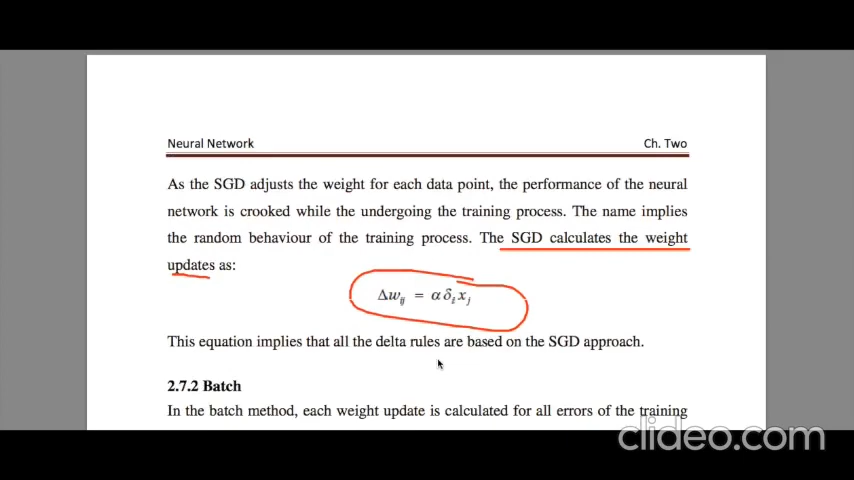 Neural Network Ch. Two
As the SGD adjusts the weight for each data point, the performance of the neural
network is crooked while the undergoing the training process. The name implies
the random behaviour of the training process. The SGD calculates the weight
updates as:
Δw_ij = α δ_i x_j
This equation implies that all the delta rules are based on the SGD approach.
2.7.2 Batch
In the batch method, each weight update is calculated for all errors of the training
clideo.com